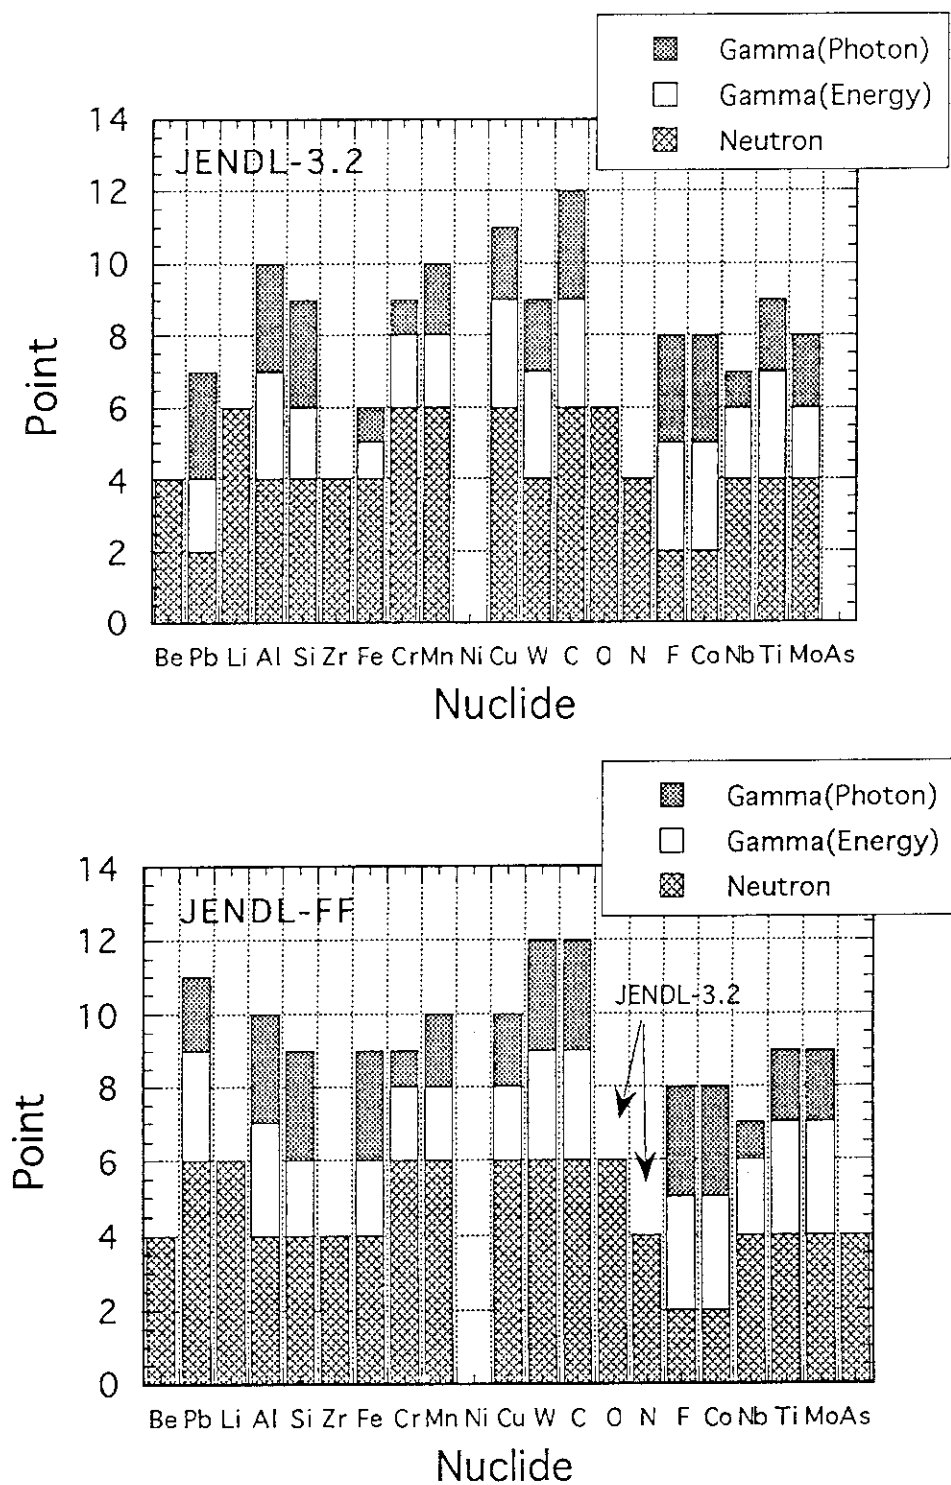 Gamma(Photon)
Gamma(Energy)
Neutron
JENDL-3.2
14
12
10
8
6
4
2
0
Point
Be Pb Li Al Si Zr Fe Cr Mn Ni Cu W C O N F Co Nb Ti Mo As
Nuclide
Gamma(Photon)
Gamma(Energy)
Neutron
JENDL-FF
JENDL-3.2
14
12
10
8
6
4
2
0
Point
Be Pb Li Al Si Zr Fe Cr Mn Ni Cu W C O N F Co Nb Ti Mo As
Nuclide